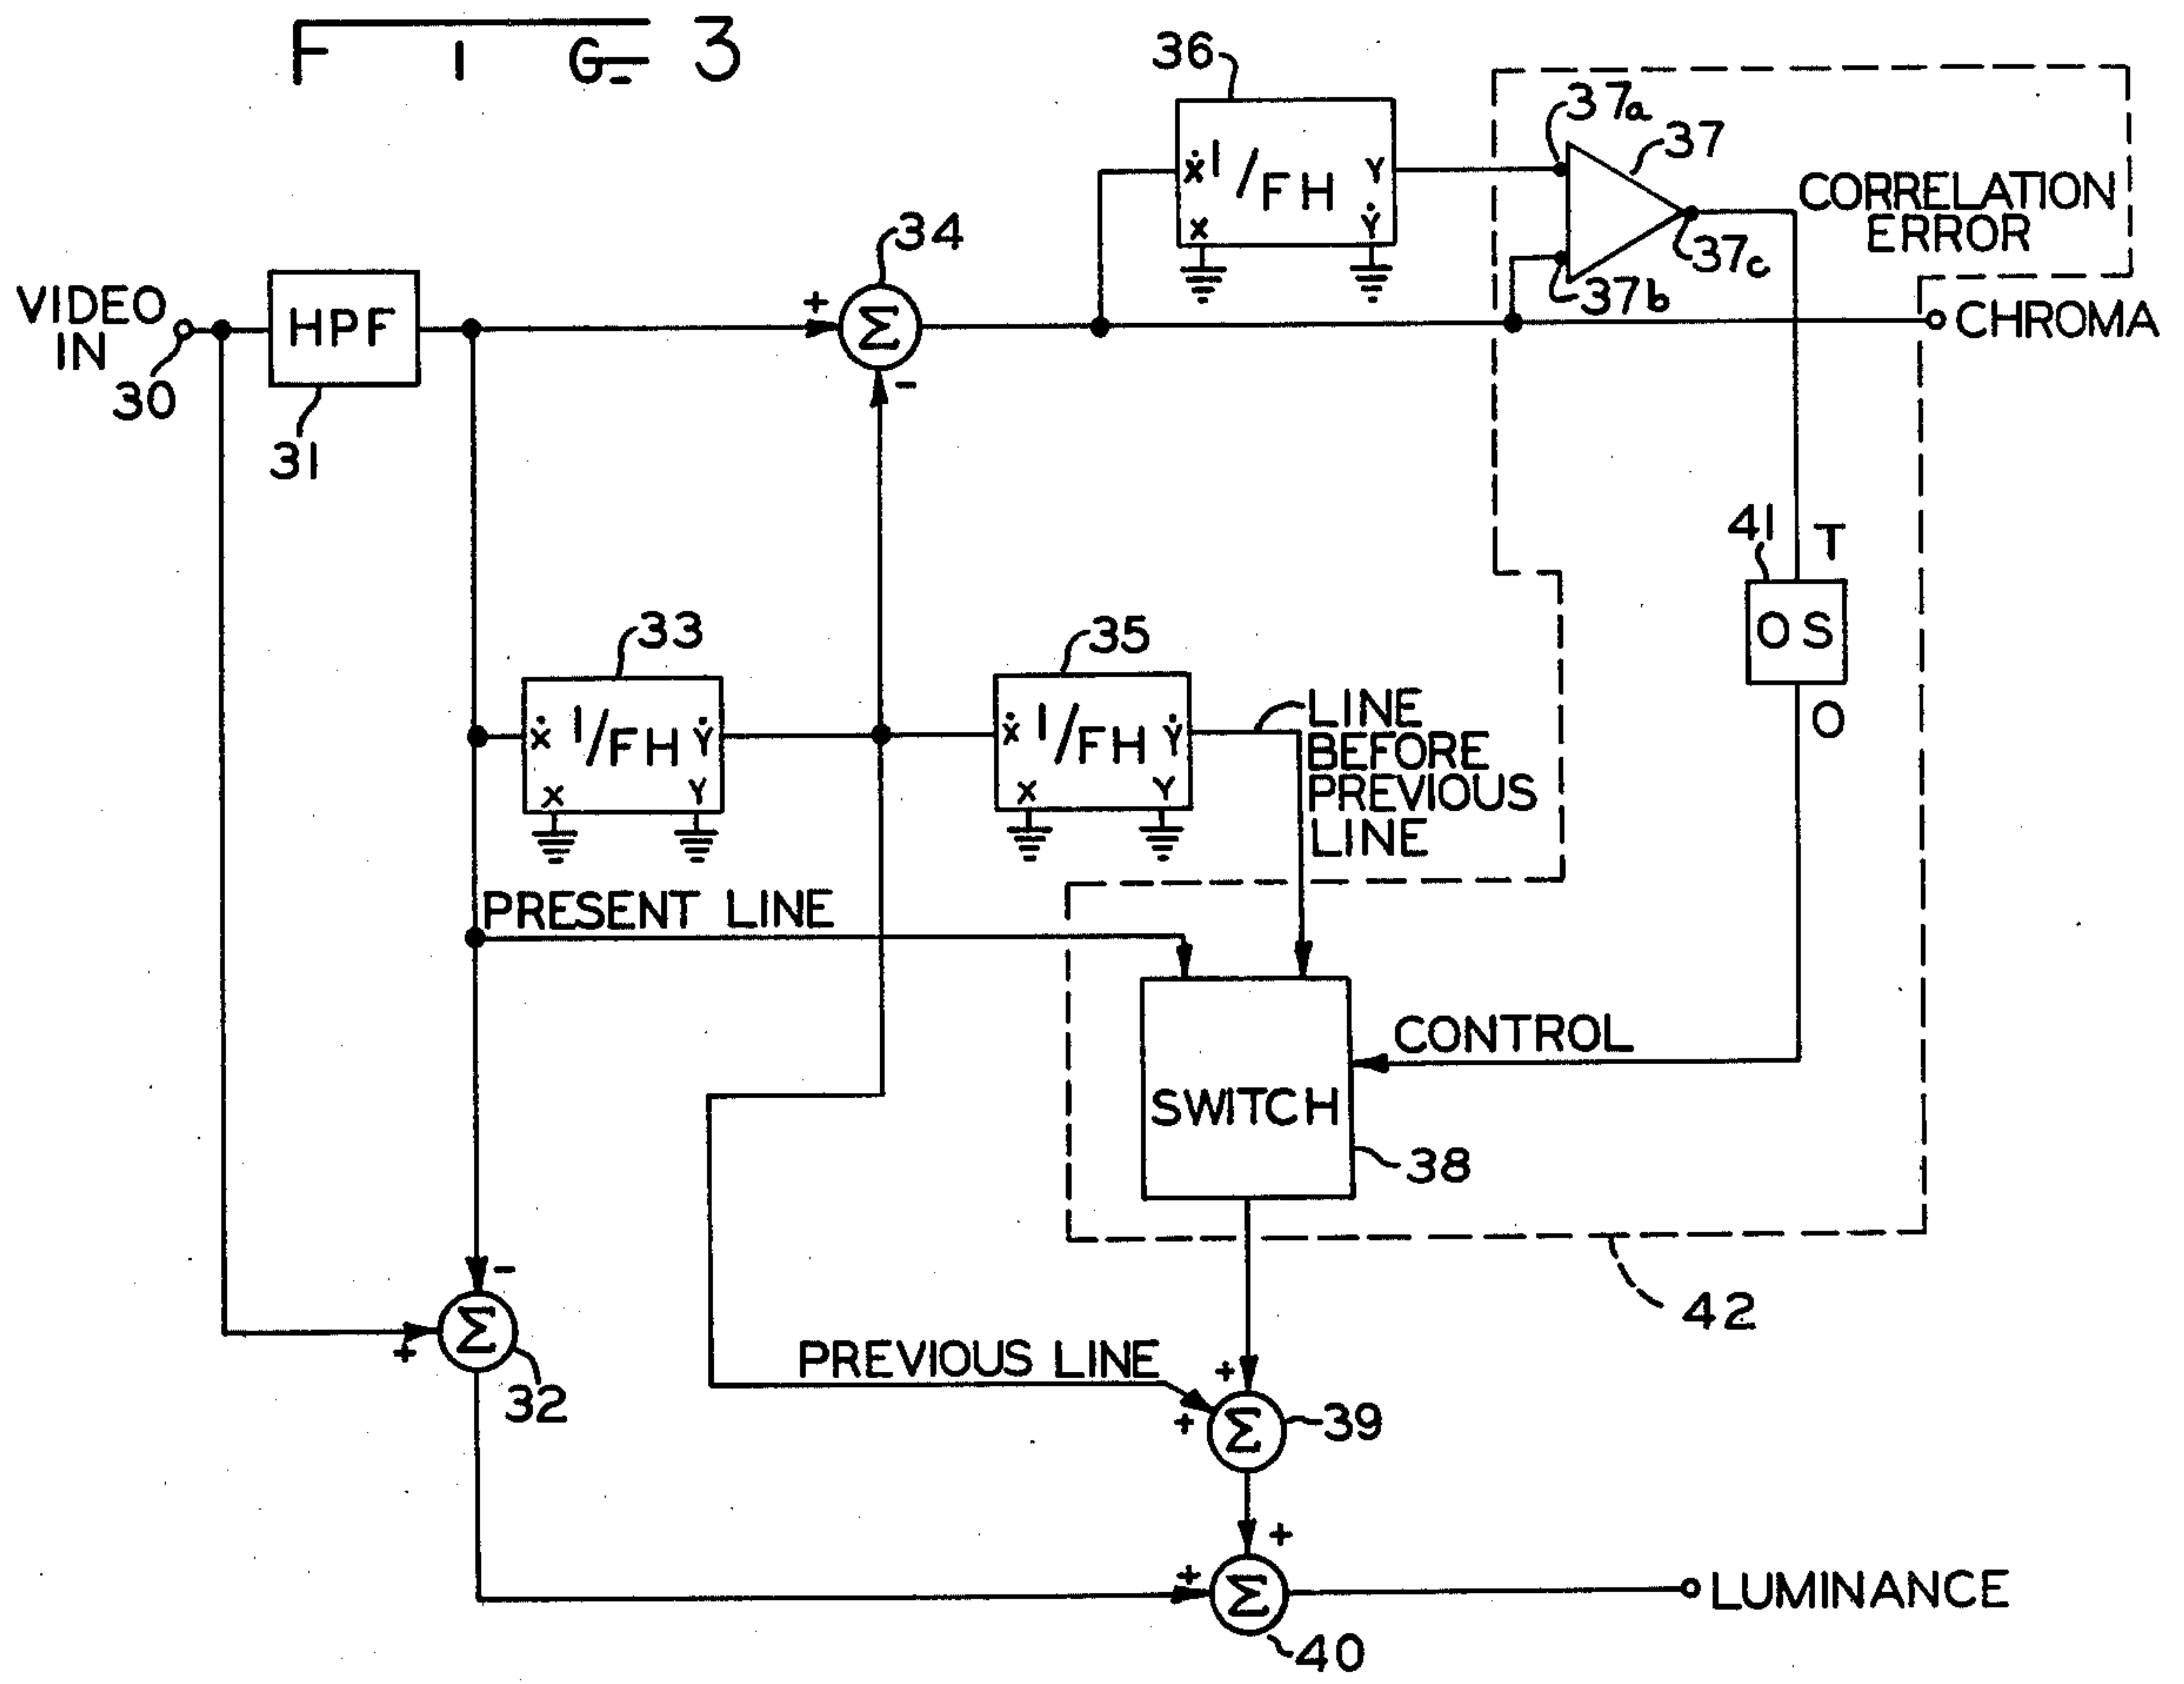 FIG- 3
36
37a
37
ẋ 1/FH Y
X Ẏ
CORRELATION
ERROR
37c
37b
34
+
Σ
-
VIDEO
IN
30
HPF
31
CHROMA
41
T
OS
O
33
ẋ 1/FH Ẏ
X Y
35
ẋ 1/FH Ẏ
X Y
LINE
BEFORE
PREVIOUS
LINE
PRESENT LINE
CONTROL
SWITCH
38
42
-
+
Σ
32
PREVIOUS LINE
+
+
Σ
39
+
+
Σ
40
LUMINANCE